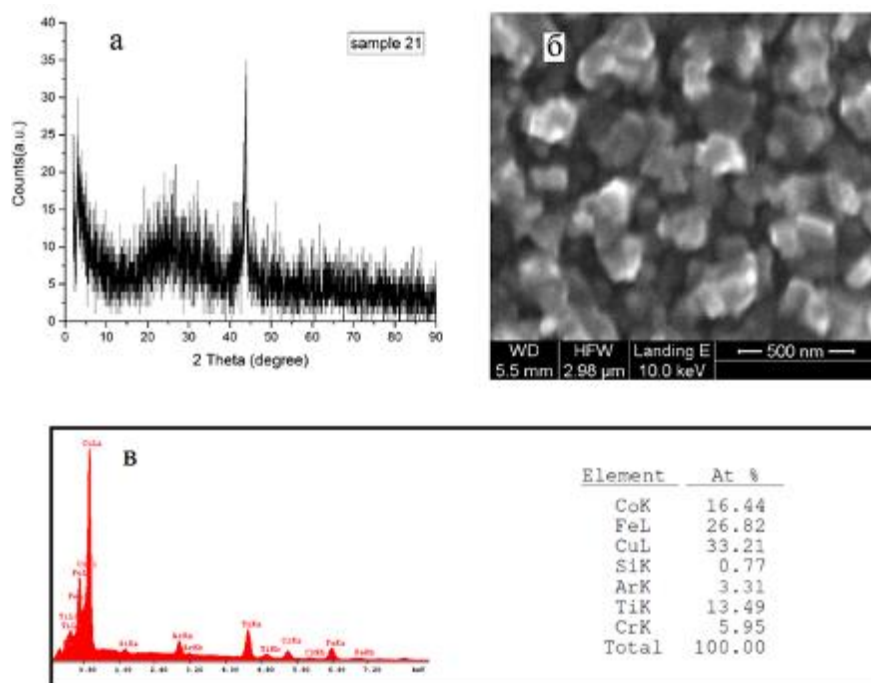 40
35
30
25
20
15
10
5
0
Counts(a.u.)
а
sample 21
0 10 20 30 40 50 60 70 80 90
2 Theta (degree)
б
WD HFW Landing E 500 nm
5.5 mm 2.98 µm 10.0 keV
в
Element At %
CoK 16.44
FeL 26.82
CuL 33.21
SiK 0.77
ArK 3.31
TiK 13.49
CrK 5.95
Total 100.00